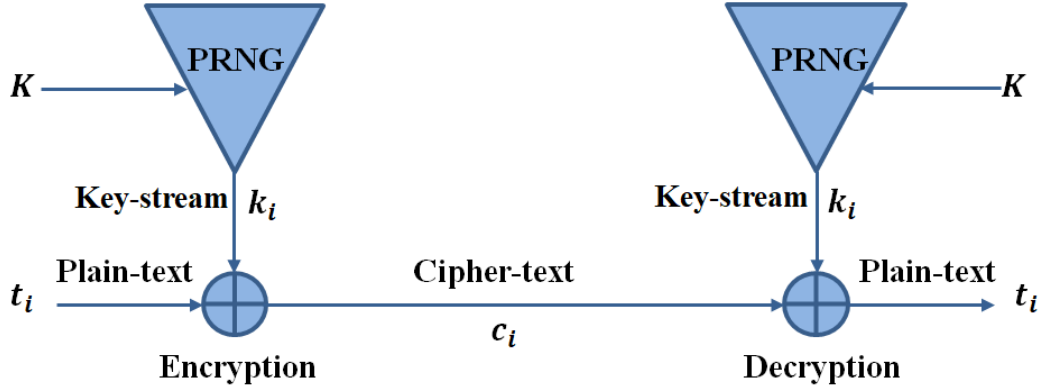 PRNG PRNG
K K
Key-stream k_i Key-stream k_i
Plain-text Cipher-text Plain-text
t_i c_i t_i
Encryption Decryption